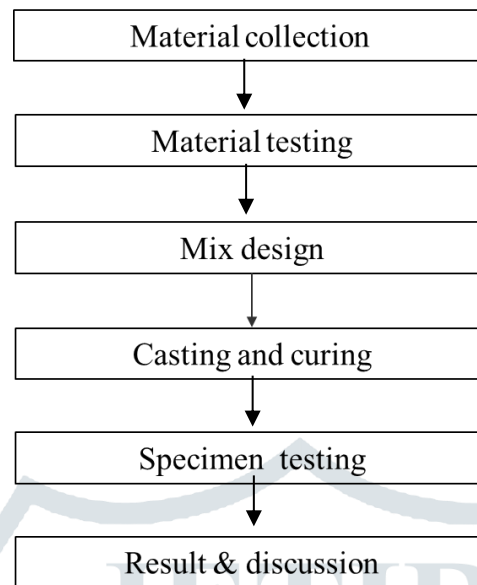 Material collection
Material testing
Mix design
Casting and curing
Specimen testing
Result & discussion